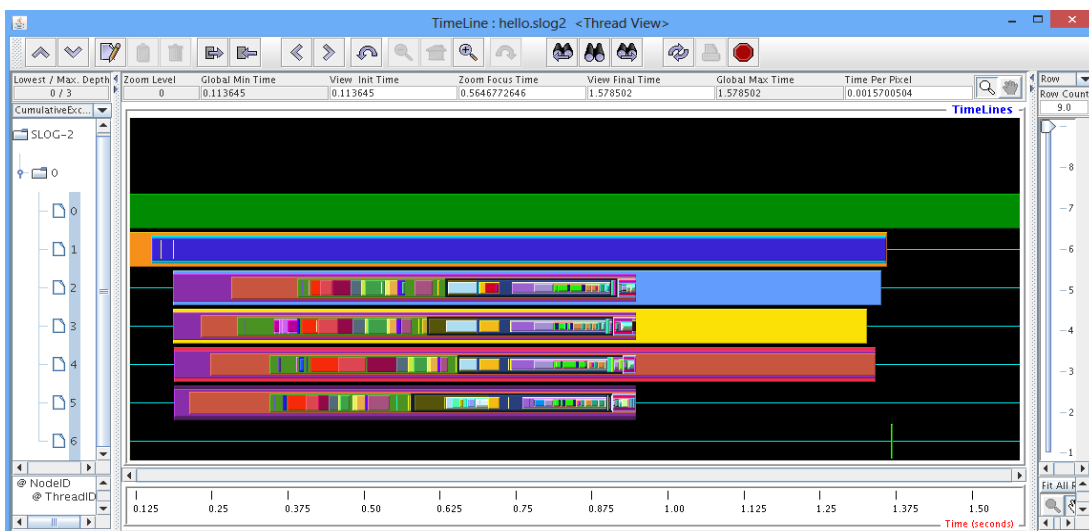 TimeLine : hello.slog2 <Thread View>
Lowest / Max. Depth
0 / 3
Zoom Level
0
Global Min Time
0.113645
View Init Time
0.113645
Zoom Focus Time
0.5646772646
View Final Time
1.578502
Global Max Time
1.578502
Time Per Pixel
0.0015700504
Row
Row Count
9.0
CumulativeExc...
TimeLines
SLOG-2
0
0
1
2
3
4
5
6
8
7
6
5
4
3
2
1
@ NodeID
@ ThreadID
Fit All R
0.125 0.25 0.375 0.50 0.625 0.75 0.875 1.00 1.125 1.25 1.375 1.50
Time (seconds)